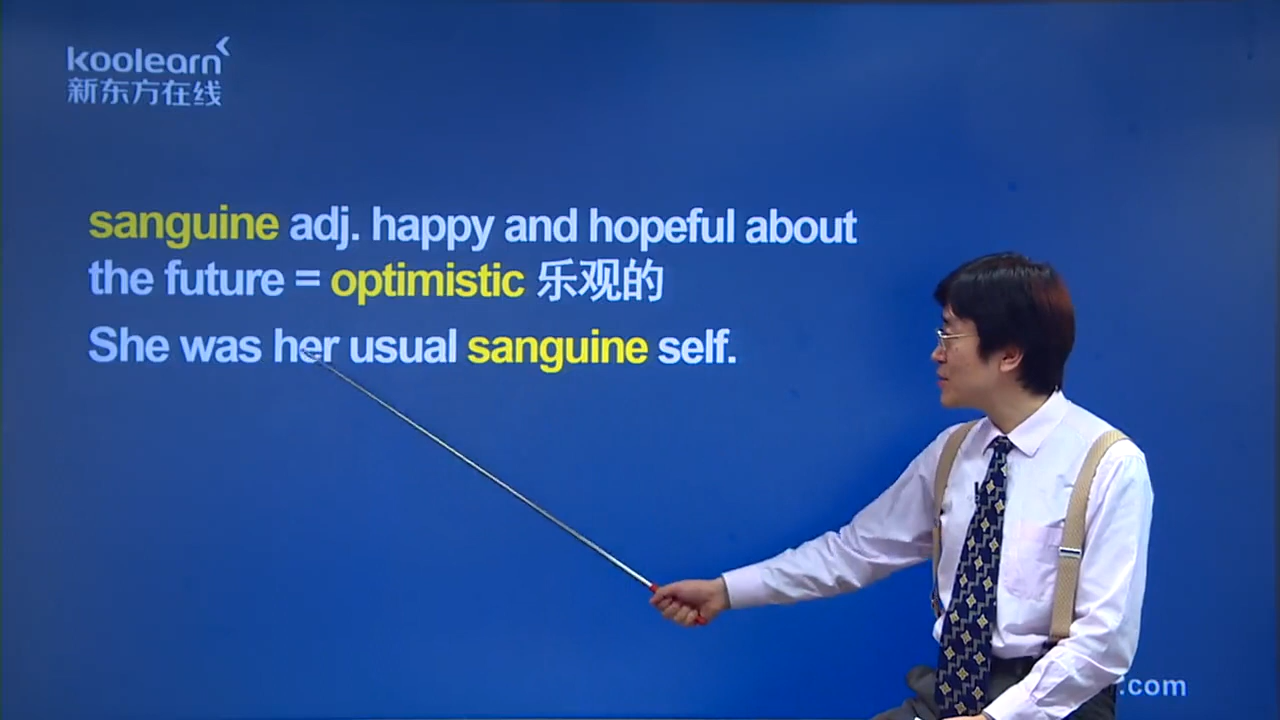 koolearn
新东方在线
sanguine adj. happy and hopeful about
the future = optimistic 乐观的
She was her usual sanguine self.
.com